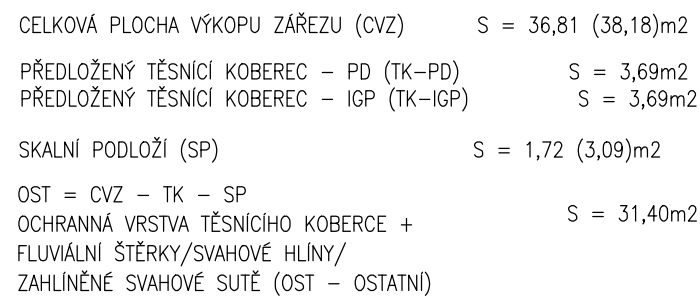 CELKOVÁ PLOCHA VÝKOPU ZÁŘEZU (CVZ) S = 36,81 (38,18)m2
PŘEDLOŽENÝ TĚSNÍCÍ KOBEREC – PD (TK–PD) S = 3,69m2
PŘEDLOŽENÝ TĚSNÍCÍ KOBEREC – IGP (TK–IGP) S = 3,69m2
SKALNÍ PODLOŽÍ (SP) S = 1,72 (3,09)m2
OST = CVZ – TK – SP
OCHRANNÁ VRSTVA TĚSNÍCÍHO KOBERCE + S = 31,40m2
FLUVIÁLNÍ ŠTĚRKY/SVAHOVÉ HLÍNY/
ZAHLÍNĚNÉ SVAHOVÉ SUTĚ (OST – OSTATNÍ)